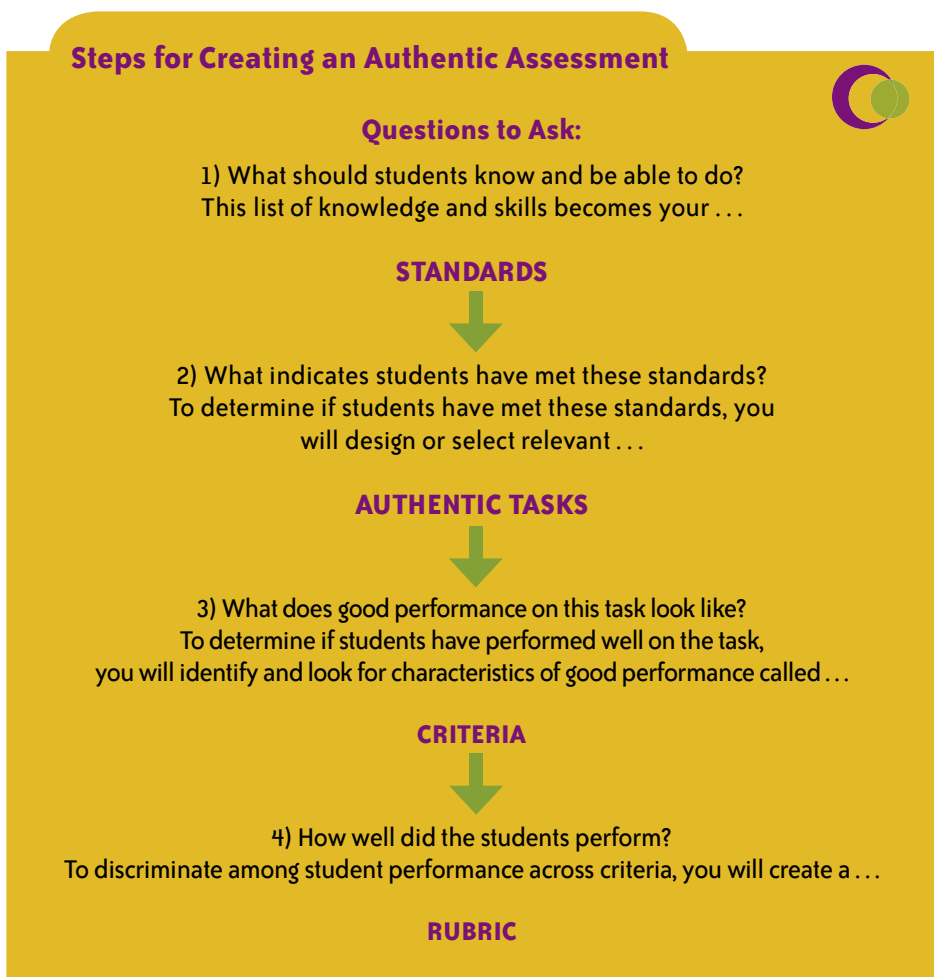 Steps for Creating an Authentic Assessment
Questions to Ask:
1) What should students know and be able to do?
This list of knowledge and skills becomes your . . .
STANDARDS
2) What indicates students have met these standards?
To determine if students have met these standards, you
will design or select relevant . . .
AUTHENTIC TASKS
3) What does good performance on this task look like?
To determine if students have performed well on the task,
you will identify and look for characteristics of good performance called . . .
CRITERIA
4) How well did the students perform?
To discriminate among student performance across criteria, you will create a . . .
RUBRIC